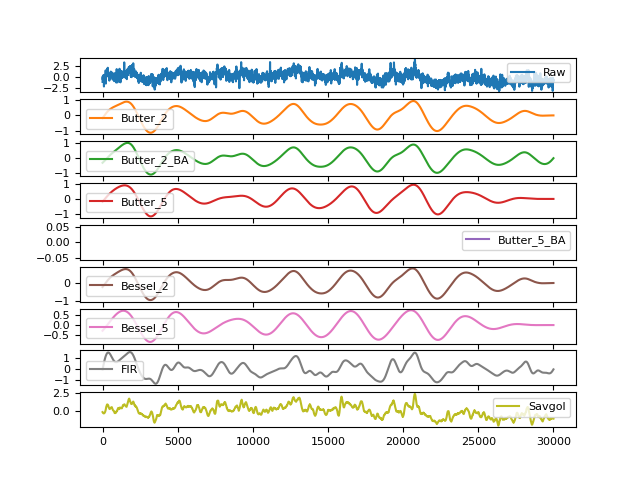 2.5
0.0
−2.5
Raw
1
0
−1
Butter_2
1
0
−1
Butter_2_BA
1
0
−1
Butter_5
0.05
0.00
−0.05
Butter_5_BA
0
−1
Bessel_2
0.5
0.0
−0.5
Bessel_5
1
0
−1
FIR
2.5
0.0
Savgol
0 5000 10000 15000 20000 25000 30000